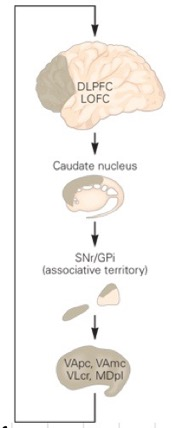 DLPFC
LOFC
Caudate nucleus
SNr/GPi
(associative territory)
VApc, VAmc
VLcr, MDpl